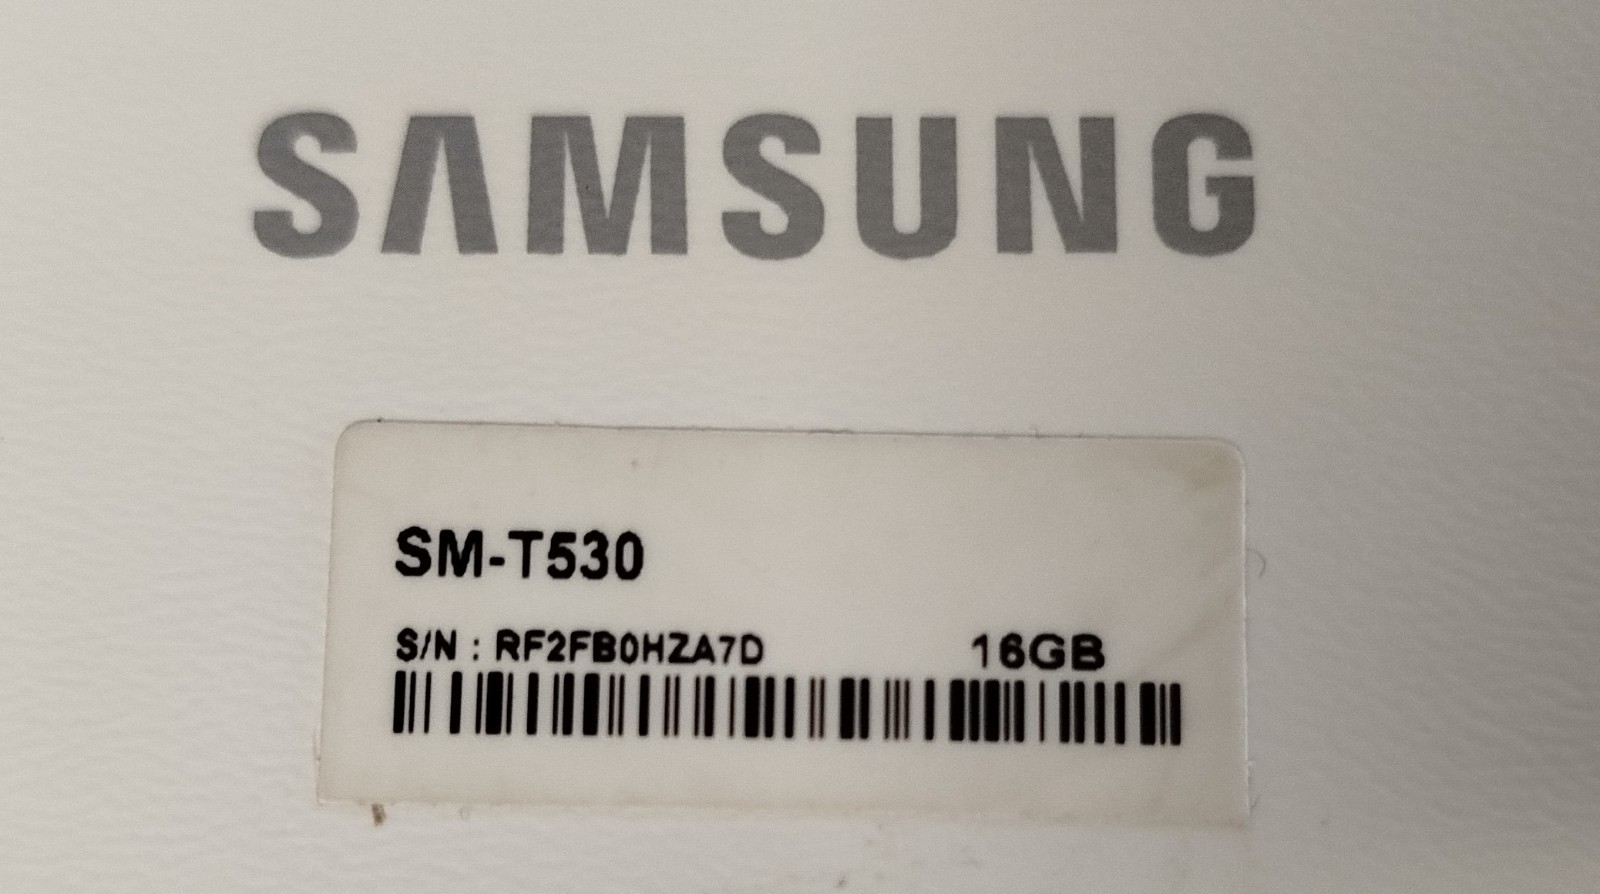 SAMSUNG
SM-T530
S/N : RF2FB0HZA7D 16GB